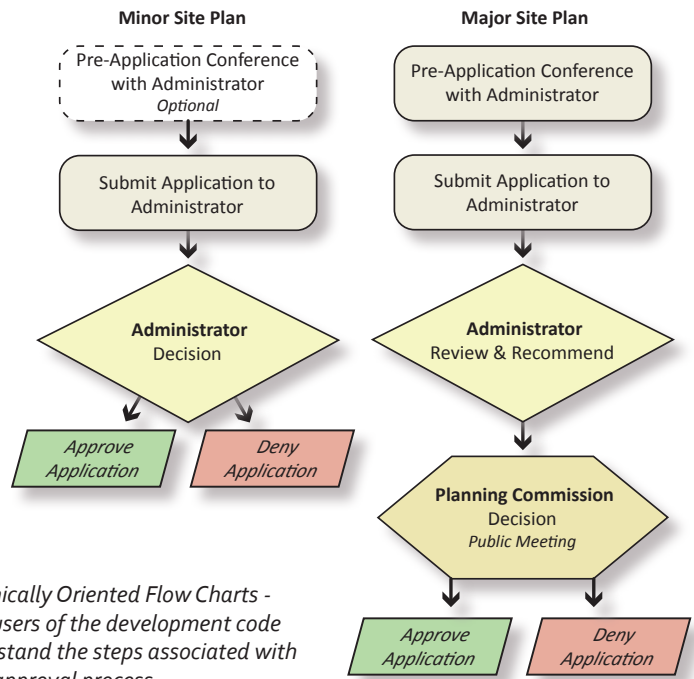 Minor Site Plan
Pre-Application Conference
with Administrator
Optional
Submit Application to
Administrator
Administrator
Decision
Approve
Application
Deny
Application
Major Site Plan
Pre-Application Conference
with Administrator
Submit Application to
Administrator
Administrator
Review & Recommend
Planning Commission
Decision
Public Meeting
Approve
Application
Deny
Application
Oriented Flow Charts -
users of the development code
the steps associated with
approval process